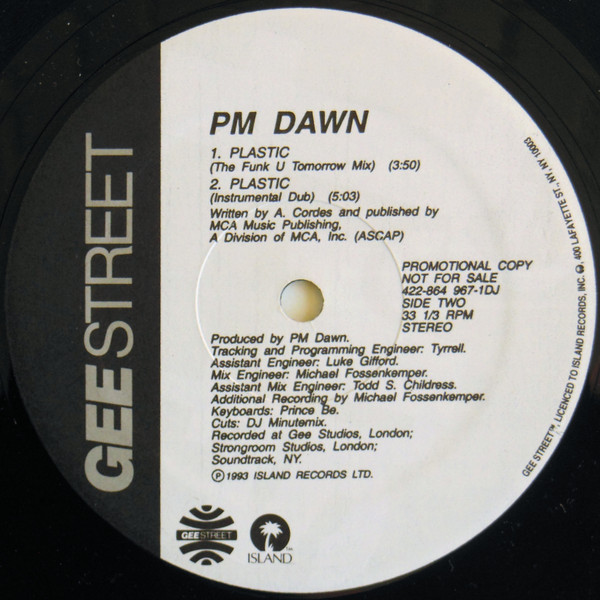 GEE STREET
PM DAWN
1. PLASTIC
(The Funk U Tomorrow Mix) (3:50)
2. PLASTIC
(Instrumental Dub) (5:03)
Written by A. Cordes and published by
MCA Music Publishing,
A Division of MCA, Inc. (ASCAP)
PROMOTIONAL COPY
NOT FOR SALE
422-864 967-1DJ
SIDE TWO
33 1/3 RPM
STEREO
Produced by PM Dawn.
Tracking and Programming Engineer: Tyrrell.
Assistant Engineer: Luke Gifford.
Mix Engineer: Michael Fossenkemper.
Assistant Mix Engineer: Todd S. Childress.
Additional Recording by Michael Fossenkemper.
Keyboards: Prince Be.
Cuts: DJ Minutemix.
Recorded at Gee Studios, London;
Strongroom Studios, London;
Soundtrack, NY.
℗ 1993 ISLAND RECORDS LTD.
GEE STREET
ISLAND™
GEE STREET™, LICENCED TO ISLAND RECORDS, INC. 400 LAFAYETTE ST., NY, NY 10003